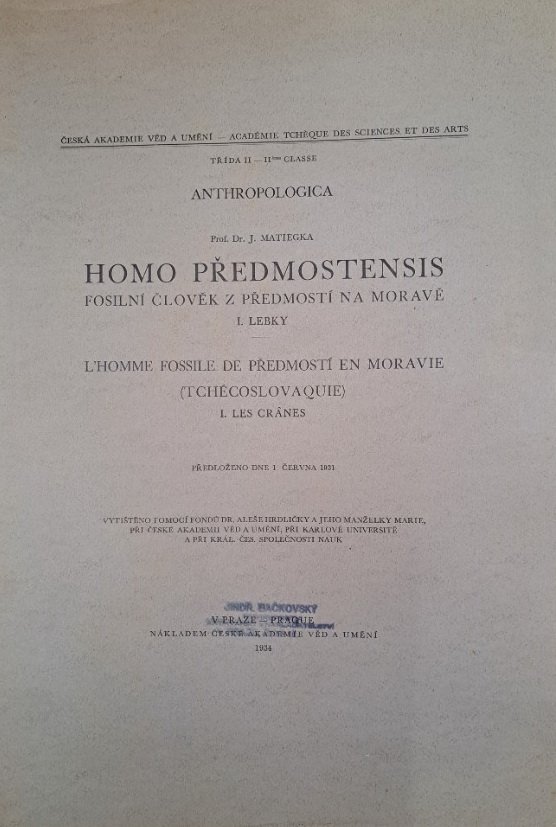 ČESKÁ AKADEMIE VĚD A UMĚNÍ — ACADÉMIE TCHÈQUE DES SCIENCES ET DES ARTS
TŘÍDA II — IIème CLASSE
ANTHROPOLOGICA
Prof. Dr. J. MATIEGKA
HOMO PŘEDMOSTENSIS
FOSILNÍ ČLOVĚK Z PŘEDMOSTÍ NA MORAVĚ
I. LEBKY
L'HOMME FOSSILE DE PŘEDMOSTÍ EN MORAVIE
(TCHÉCOSLOVAQUIE)
I. LES CRÂNES
PŘEDLOŽENO DNE 1. ČERVNA 1931
VYTIŠTĚNO POMOCÍ FONDŮ DR. ALEŠE HRDLIČKY A JEHO MANŽELKY MARIE,
PŘI ČESKÉ AKADEMII VĚD A UMĚNÍ, PŘI KARLOVĚ UNIVERSITĚ
A PŘI KRÁL. ČES. SPOLEČNOSTI NAUK
JINDŘ. BAČKOVSKÝ
V PRAZE — PRAGUE
NÁKLADEM ČESKÉ AKADEMIE VĚD A UMĚNÍ
1934